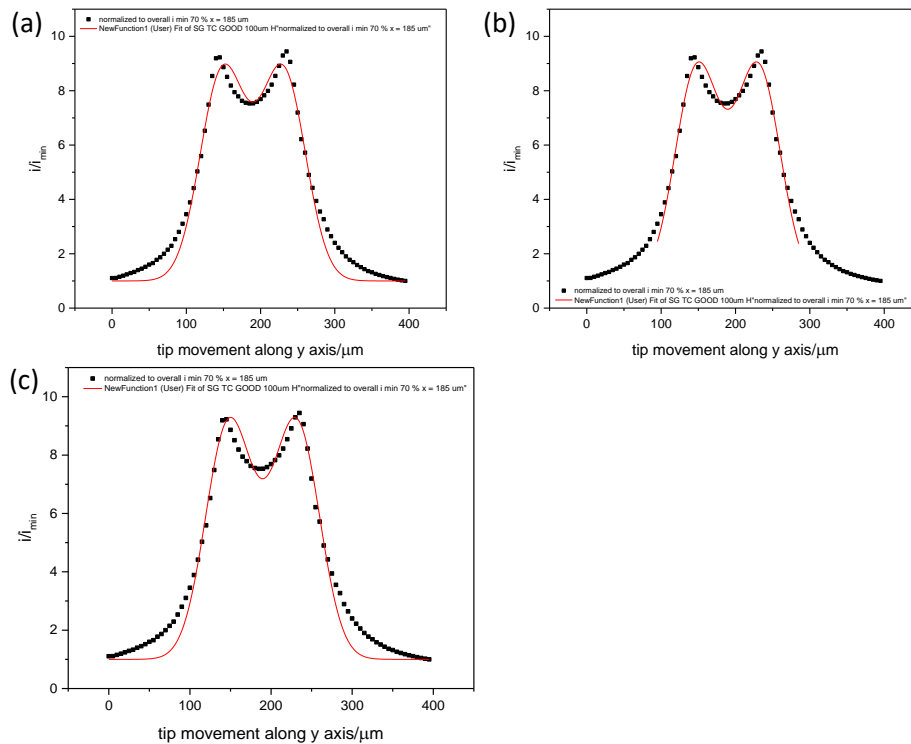 (a)
normalized to overall i min 70 % x = 185 um
NewFunction1 (User) Fit of SG TC GOOD 100um H"normalized to overall i min 70 % x = 185 um"
10
8
6
4
2
0
i/imin
0
100
200
300
400
tip movement along y axis/μm
(b)
10
8
6
4
2
0
i/imin
normalized to overall i min 70 % x = 185 um
NewFunction1 (User) Fit of SG TC GOOD 100um H"normalized to overall i min 70 % x = 185 um"
0
100
200
300
400
tip movement along y axis/μm
(c)
normalized to overall i min 70 % x = 185 um
NewFunction1 (User) Fit of SG TC GOOD 100um H"normalized to overall i min 70 % x = 185 um"
10
8
6
4
2
0
i/imin
0
100
200
300
400
tip movement along y axis/μm